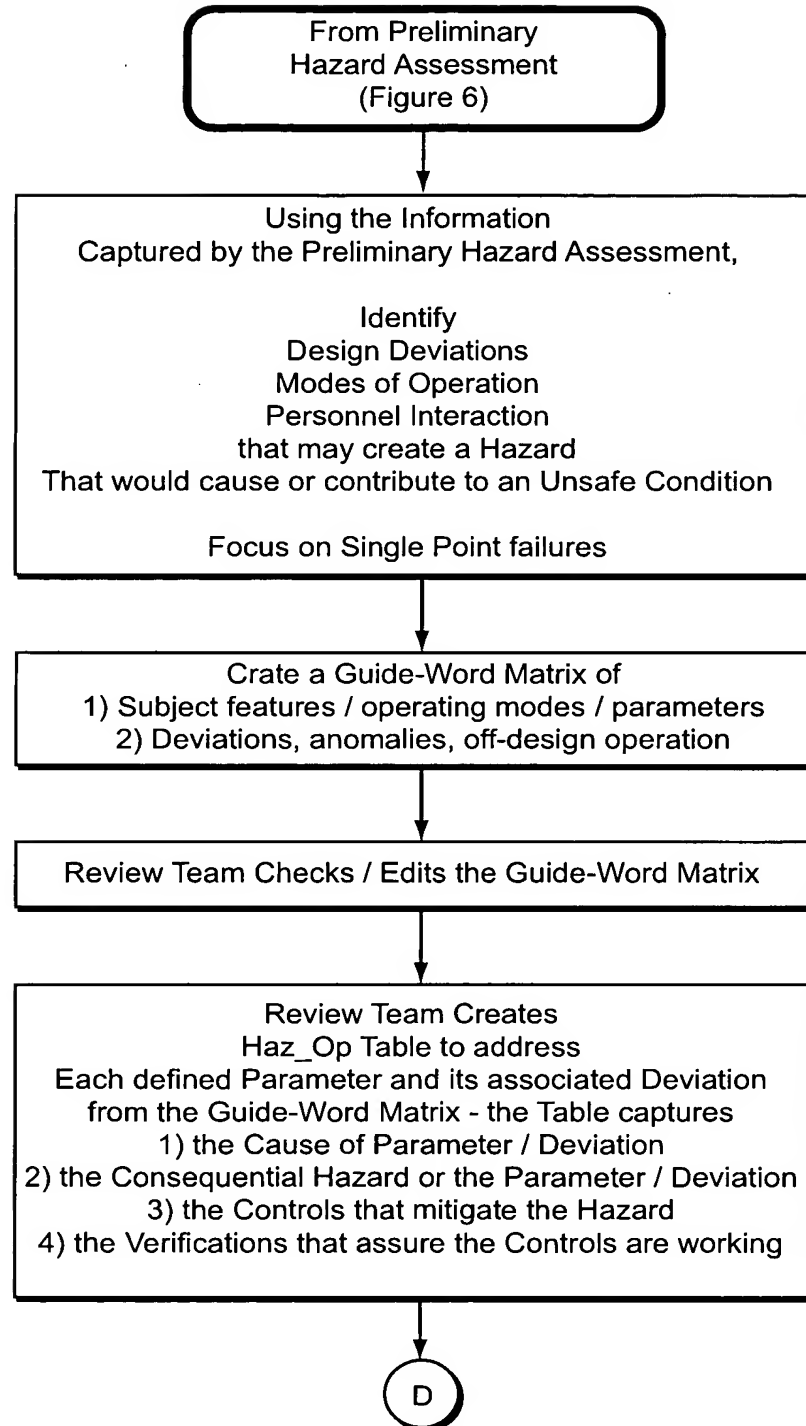 From Preliminary
Hazard Assessment
(Figure 6)
Using the Information
Captured by the Preliminary Hazard Assessment,
Identify
Design Deviations
Modes of Operation
Personnel Interaction
that may create a Hazard
That would cause or contribute to an Unsafe Condition
Focus on Single Point failures
Crate a Guide-Word Matrix of
1) Subject features / operating modes / parameters
2) Deviations, anomalies, off-design operation
Review Team Checks / Edits the Guide-Word Matrix
Review Team Creates
Haz_Op Table to address
Each defined Parameter and its associated Deviation
from the Guide-Word Matrix - the Table captures
1) the Cause of Parameter / Deviation
2) the Consequential Hazard or the Parameter / Deviation
3) the Controls that mitigate the Hazard
4) the Verifications that assure the Controls are working
D